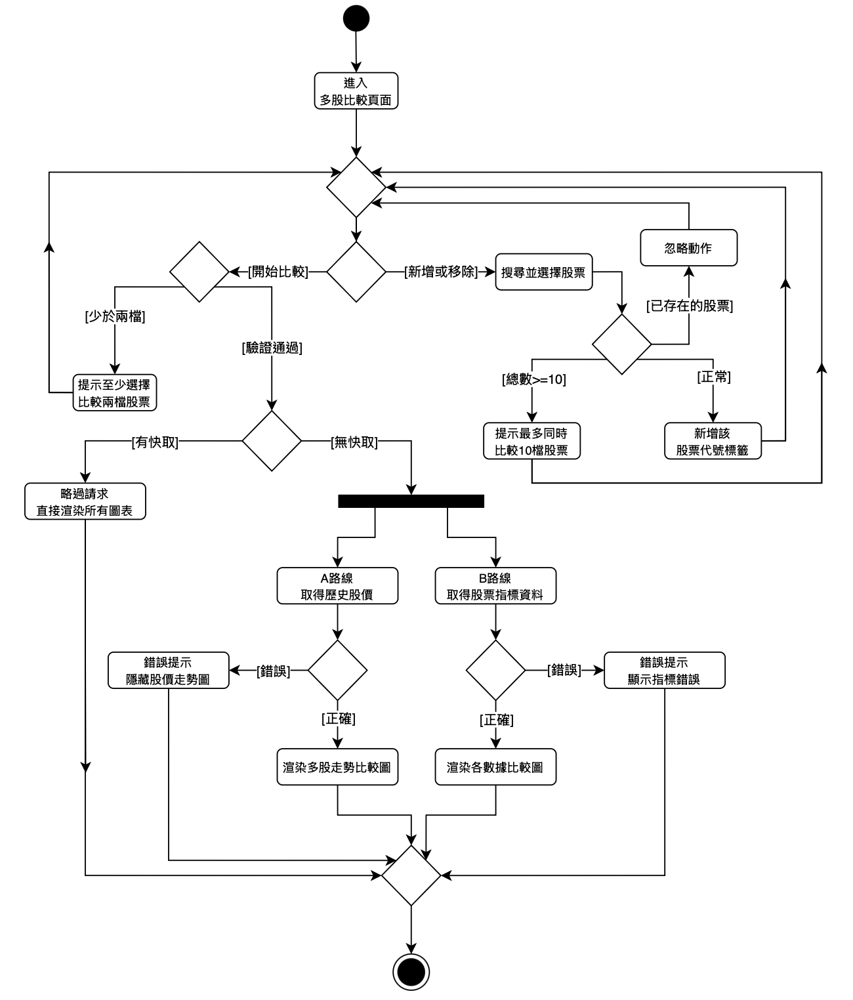 進入
多股比較頁面
忽略動作
[開始比較]
[新增或移除]
搜尋並選擇股票
[已存在的股票]
[少於兩檔]
[驗證通過]
[總數>=10]
[正常]
提示至少選擇
比較兩檔股票
提示最多同時
比較10檔股票
新增該
股票代號標籤
[有快取]
[無快取]
略過請求
直接渲染所有圖表
A路線
取得歷史股價
B路線
取得股票指標資料
錯誤提示
隱藏股價走勢圖
[錯誤]
[錯誤]
錯誤提示
顯示指標錯誤
[正確]
[正確]
渲染多股走勢比較圖
渲染各數據比較圖